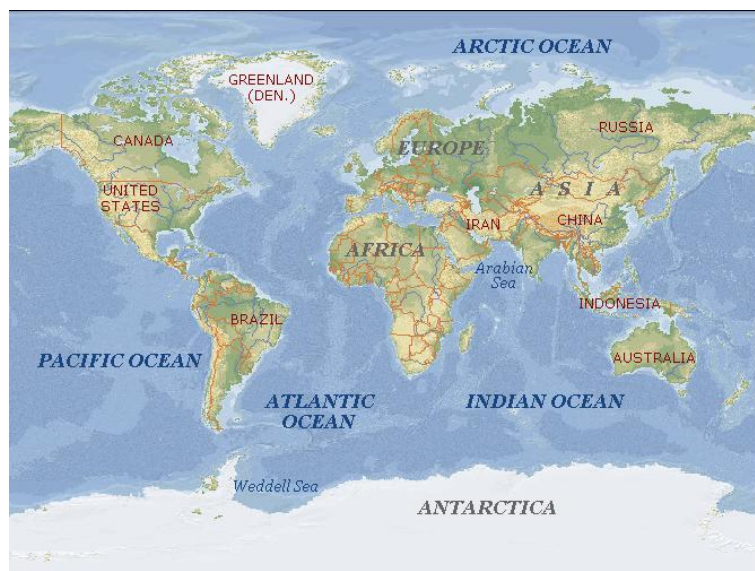 ARCTIC OCEAN
GREENLAND
(DEN.)
RUSSIA
CANADA
EUROPE
UNITED
STATES
ASIA
IRAN
CHINA
AFRICA
Arabian
Sea
INDONESIA
BRAZIL
PACIFIC OCEAN
AUSTRALIA
ATLANTIC
OCEAN
INDIAN OCEAN
Weddell Sea
ANTARCTICA